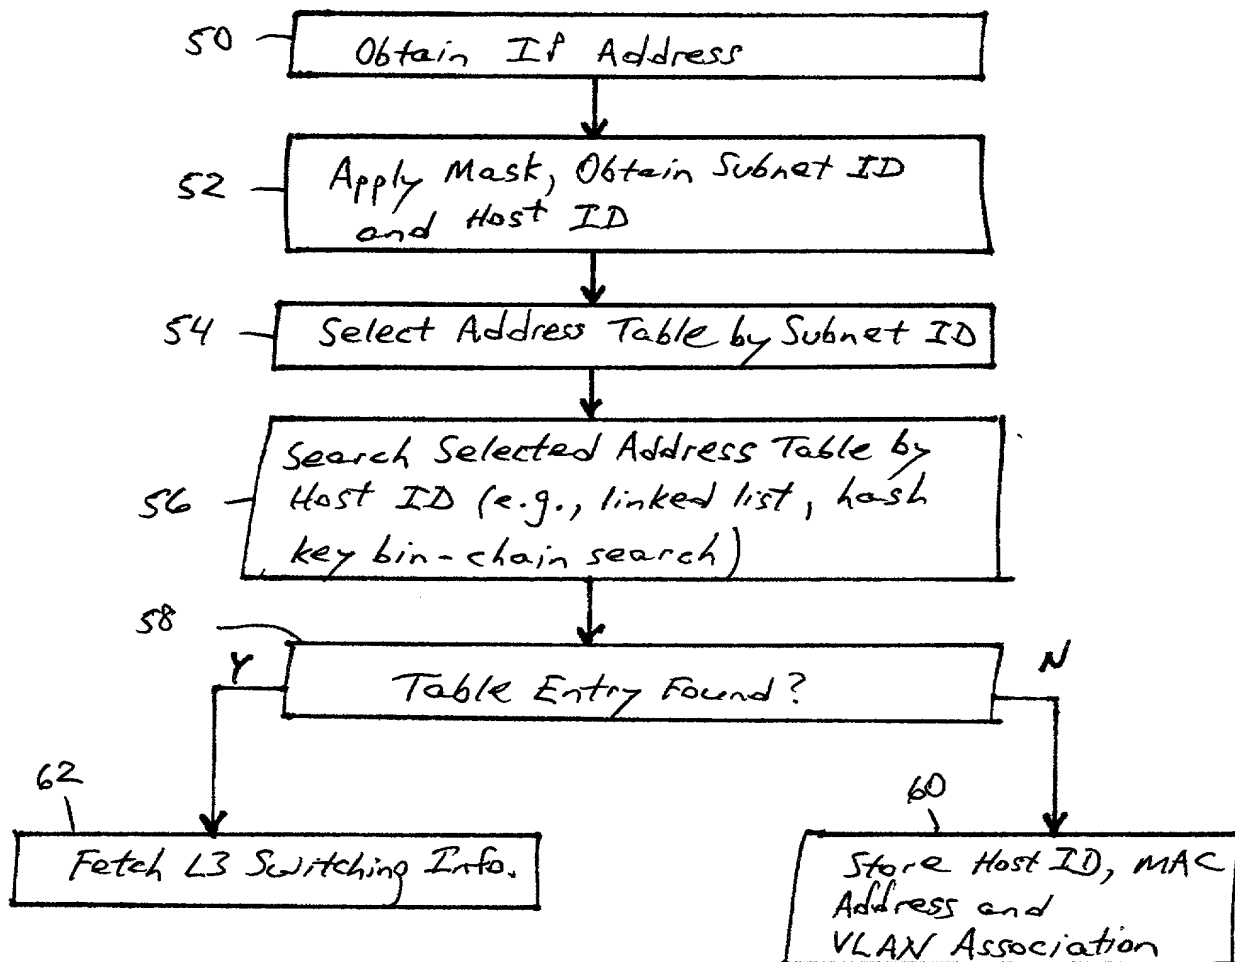 50
Obtain IP Address
52
Apply Mask, Obtain Subnet ID
and Host ID
54
Select Address Table by Subnet ID
56
Search Selected Address Table by
Host ID (e.g., linked list, hash
key bin-chain search)
58
Y
N
Table Entry Found?
62
Fetch L3 Switching Info.
60
Store Host ID, MAC
Address and
VLAN Association